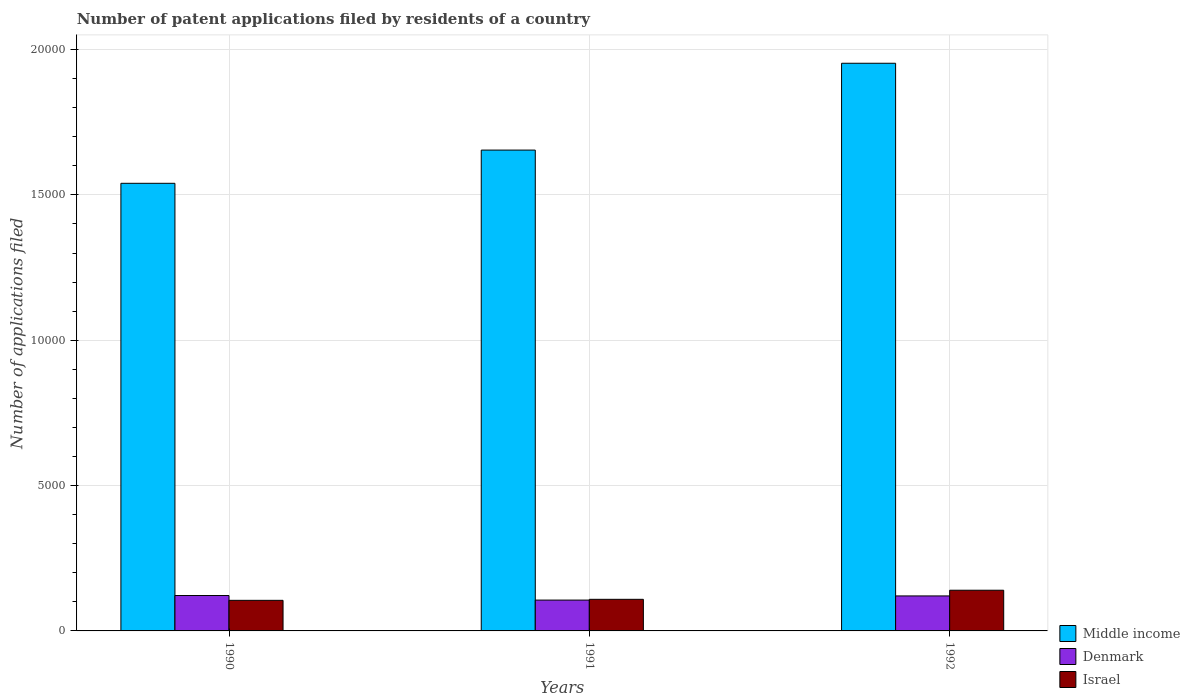 Number of patent applications filed by residents of a country
Number of applications filed
20000
15000
10000
5000
0
1990
1991
1992
Years
Middle income
Denmark
Israel